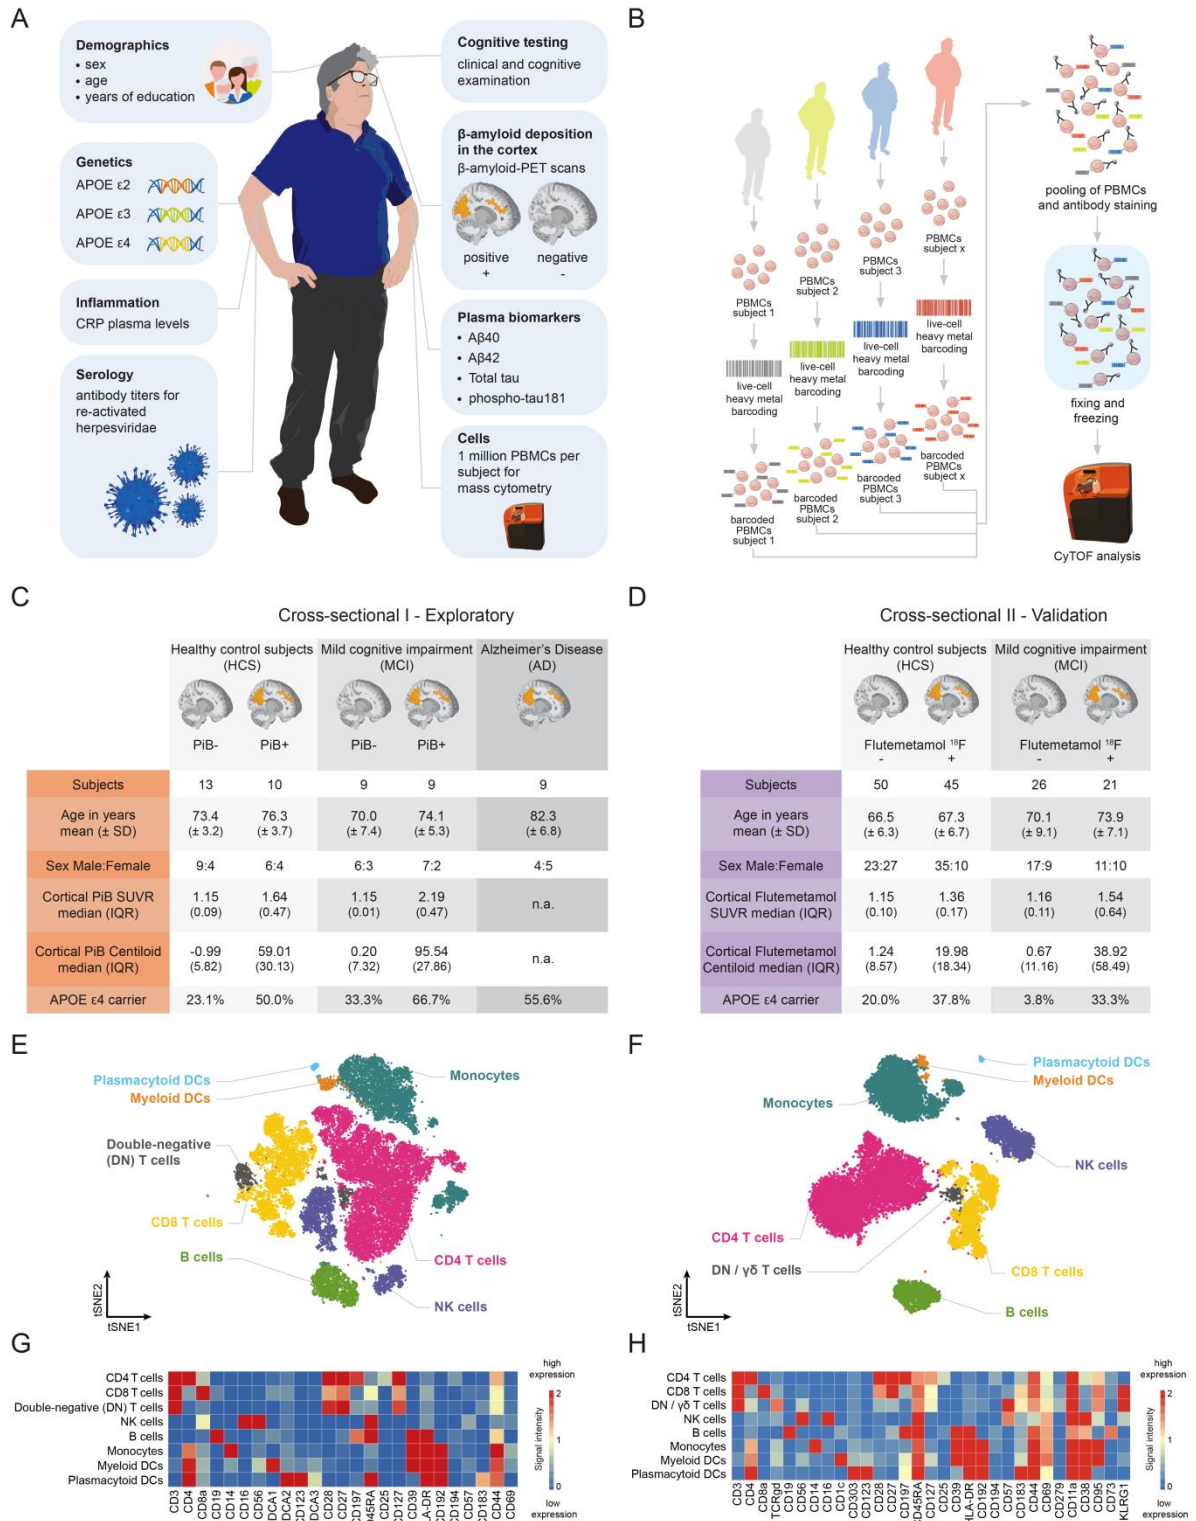 A
Demographics
• sex
• age
• years of education
Genetics
APOE ε2
APOE ε3
APOE ε4
Inflammation
CRP plasma levels
Serology
antibody titers for
re-activated
herpesviridae
Cognitive testing
clinical and cognitive
examination
β-amyloid deposition
in the cortex
β-amyloid-PET scans
positive negative
+ -
Plasma biomarkers
• Aβ40
• Aβ42
• Total tau
• phospho-tau181
Cells
1 million PBMCs per
subject for
mass cytometry
B
PBMCs
subject 1
live-cell
heavy metal
barcoding
barcoded
PBMCs
subject 1
PBMCs
subject 2
live-cell
heavy metal
barcoding
barcoded
PBMCs
subject 2
PBMCs
subject 3
live-cell
heavy metal
barcoding
barcoded
PBMCs
subject 3
PBMCs
subject x
live-cell
heavy metal
barcoding
barcoded
PBMCs
subject x
pooling of PBMCs
and antibody staining
fixing and
freezing
CyTOF analysis
C
Cross-sectional I - Exploratory
Healthy control subjects Mild cognitive impairment Alzheimer's Disease
(HCS) (MCI) (AD)
PiB- PiB+ PiB- PiB+
Subjects 13 10 9 9 9
Age in years 73.4 76.3 70.0 74.1 82.3
mean (± SD) (± 3.2) (± 3.7) (± 7.4) (± 5.3) (± 6.8)
Sex Male:Female 9:4 6:4 6:3 7:2 4:5
Cortical PiB SUVR 1.15 1.64 1.15 2.19 n.a.
median (IQR) (0.09) (0.47) (0.01) (0.47)
Cortical PiB Centiloid -0.99 59.01 0.20 95.54 n.a.
median (IQR) (5.82) (30.13) (7.32) (27.86)
APOE ε4 carrier 23.1% 50.0% 33.3% 66.7% 55.6%
D
Cross-sectional II - Validation
Healthy control subjects Mild cognitive impairment
(HCS) (MCI)
Flutemetamol ¹⁸F Flutemetamol ¹⁸F
- + - +
Subjects 50 45 26 21
Age in years 66.5 67.3 70.1 73.9
mean (± SD) (± 6.3) (± 6.7) (± 9.1) (± 7.1)
Sex Male:Female 23:27 35:10 17:9 11:10
Cortical Flutemetamol 1.15 1.36 1.16 1.54
SUVR median (IQR) (0.10) (0.17) (0.11) (0.64)
Cortical Flutemetamol 1.24 19.98 0.67 38.92
Centiloid median (IQR) (8.57) (18.34) (11.16) (58.49)
APOE ε4 carrier 20.0% 37.8% 3.8% 33.3%
E
Plasmacytoid DCs
Myeloid DCs
Monocytes
Double-negative
(DN) T cells
CD8 T cells
B cells
CD4 T cells
NK cells
tSNE2
tSNE1
F
Plasmacytoid DCs
Myeloid DCs
Monocytes
NK cells
CD4 T cells
DN / γδ T cells
CD8 T cells
B cells
tSNE2
tSNE1
G
CD4 T cells
CD8 T cells
Double-negative (DN) T cells
NK cells
B cells
Monocytes
Myeloid DCs
Plasmacytoid DCs
CD3 CD4 CD8a CD19 CD14 CD16 CD56 DCA1 DCA2 CD123 DCA3 CD28 CD27 CD197 D45RA CD25 CD127 CD39 A-DR CD192 CD194 CD57 CD183 CD44 CD69
high
expression
2
1
0
Signal intensity
low
expression
H
CD4 T cells
CD8 T cells
DN / γδ T cells
NK cells
B cells
Monocytes
Myeloid DCs
Plasmacytoid DCs
CD3 CD4 CD8a TCRgd CD19 CD56 CD14 CD16 CD1c CD303 CD123 CD28 CD27 CD197 CD45RA CD127 CD25 CD39 HLA-DR CD192 CD194 CD57 CD183 CD44 CD69 CD279 CD11a CD38 CD95 CD73 KLRG1
high
expression
2
1
0
Signal intensity
low
expression